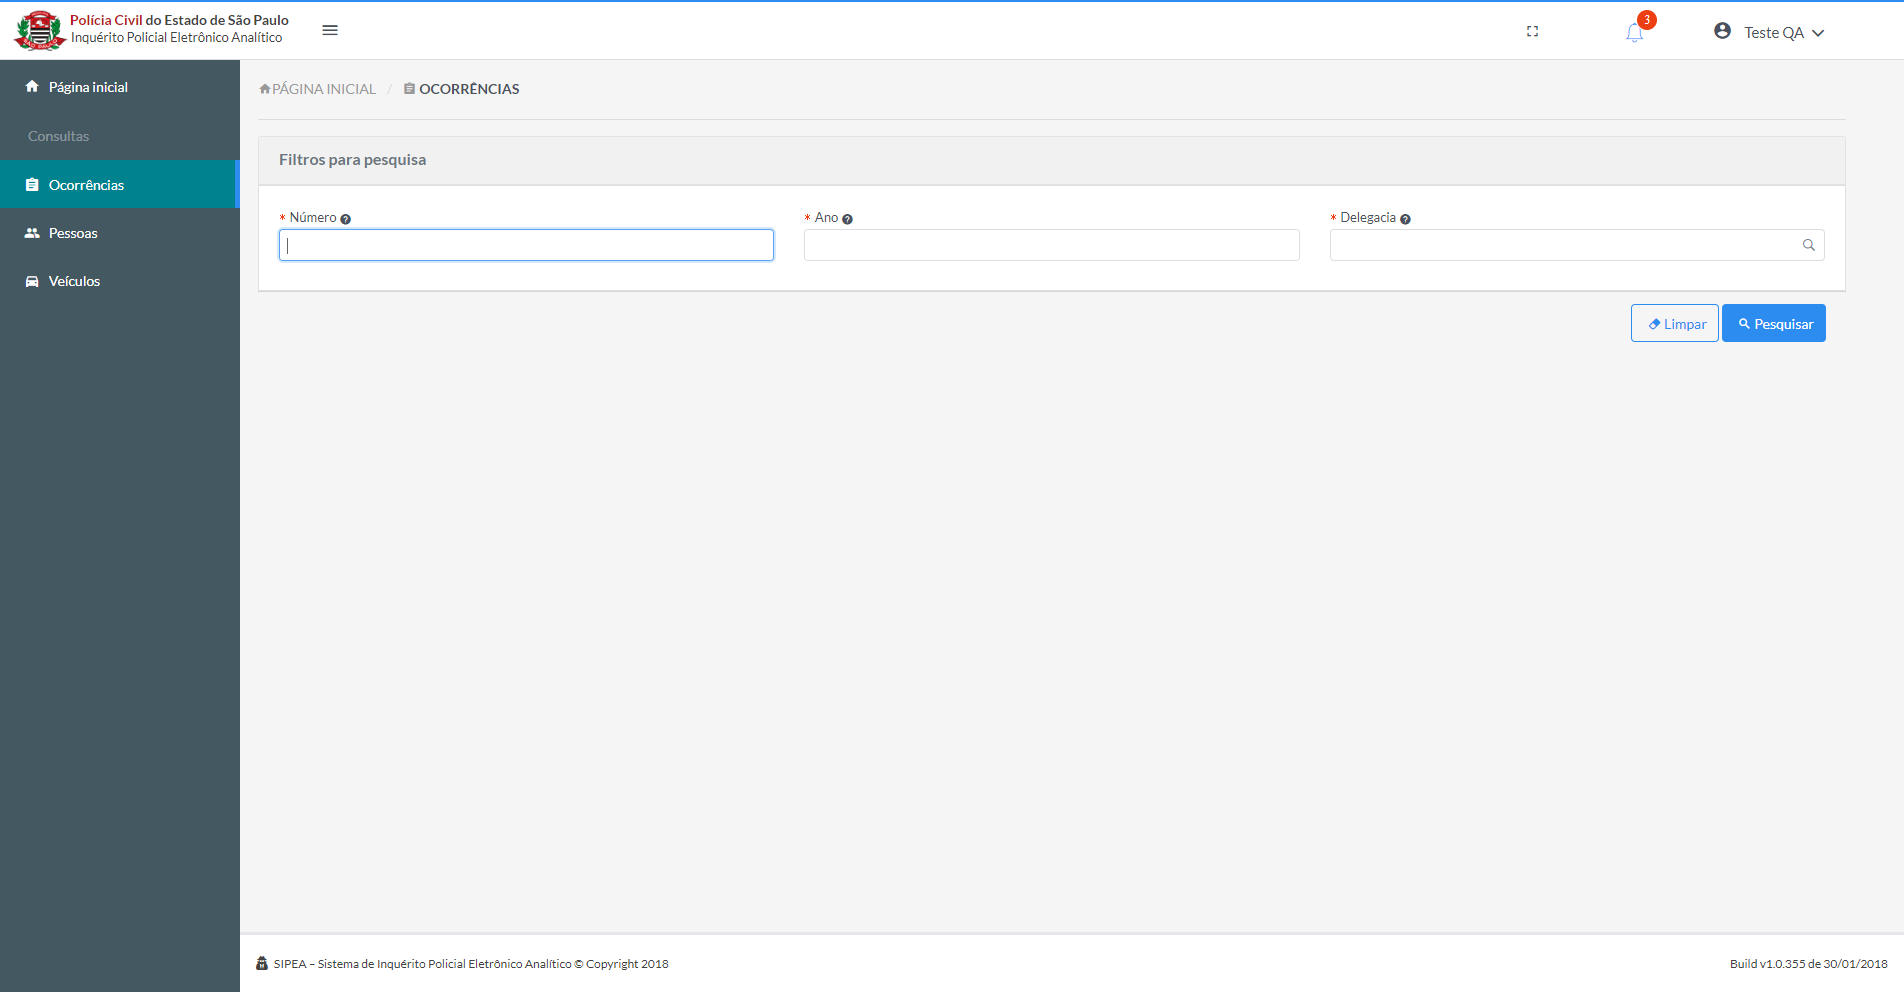 Polícia Civil do Estado de São Paulo
Inquérito Policial Eletrônico Analítico
3
Teste QA
Página inicial
Consultas
Ocorrências
Pessoas
Veículos
PÁGINA INICIAL / OCORRÊNCIAS
Filtros para pesquisa
* Número
* Ano
* Delegacia
Limpar
Pesquisar
SIPEA – Sistema de Inquérito Policial Eletrônico Analítico © Copyright 2018
Build v1.0.355 de 30/01/2018